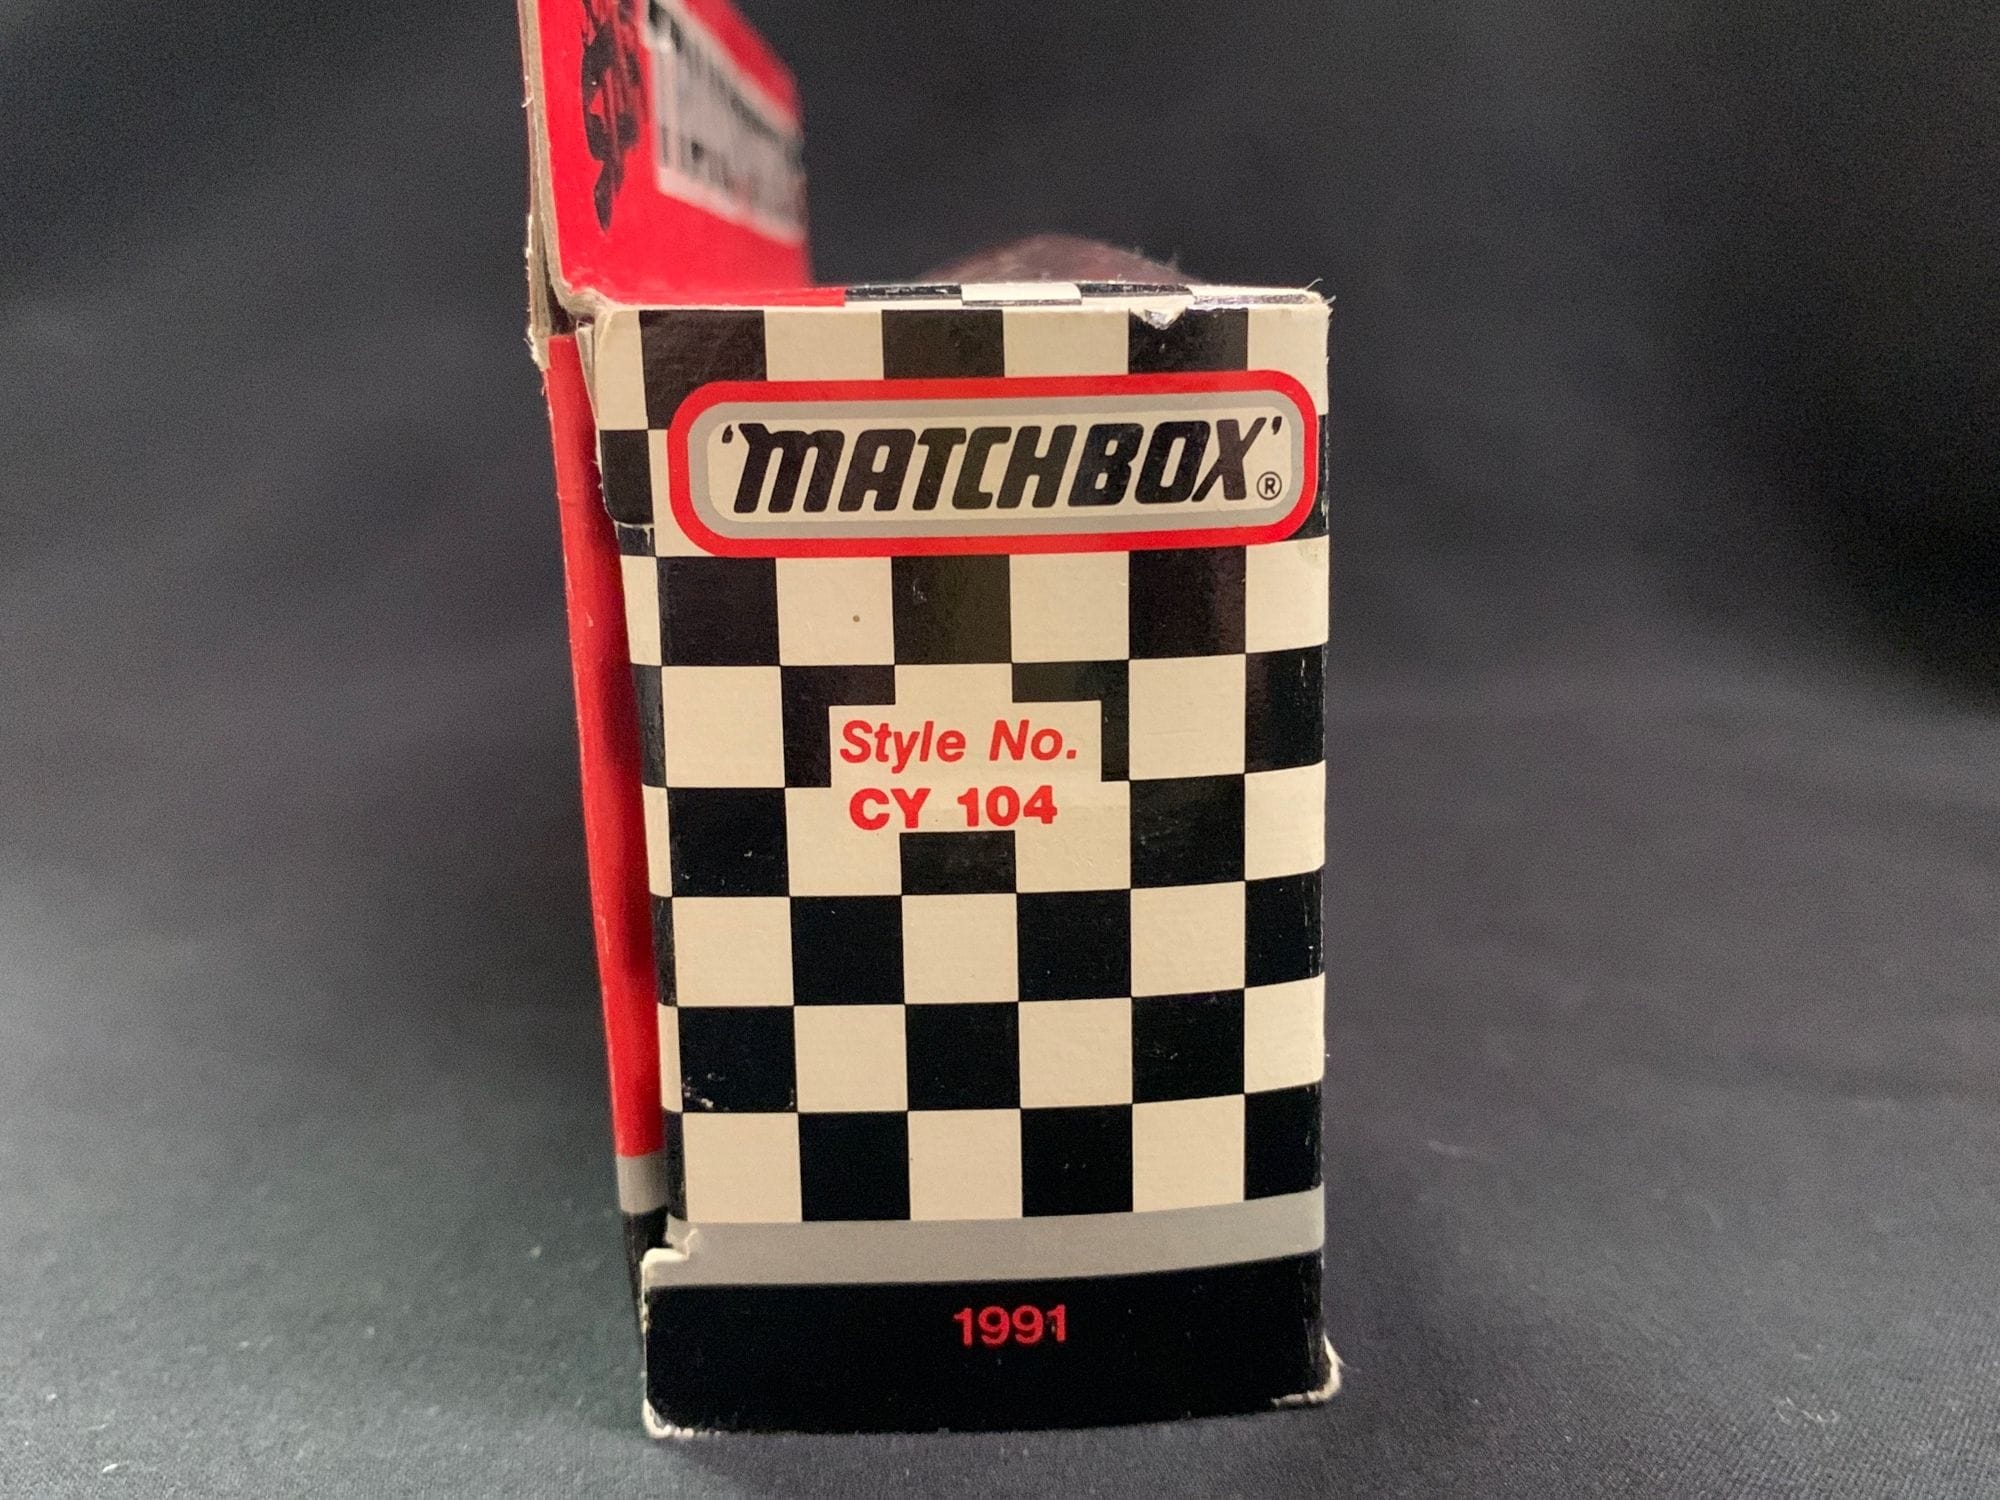 'MATCHBOX'®
Style No.
CY 104
1991